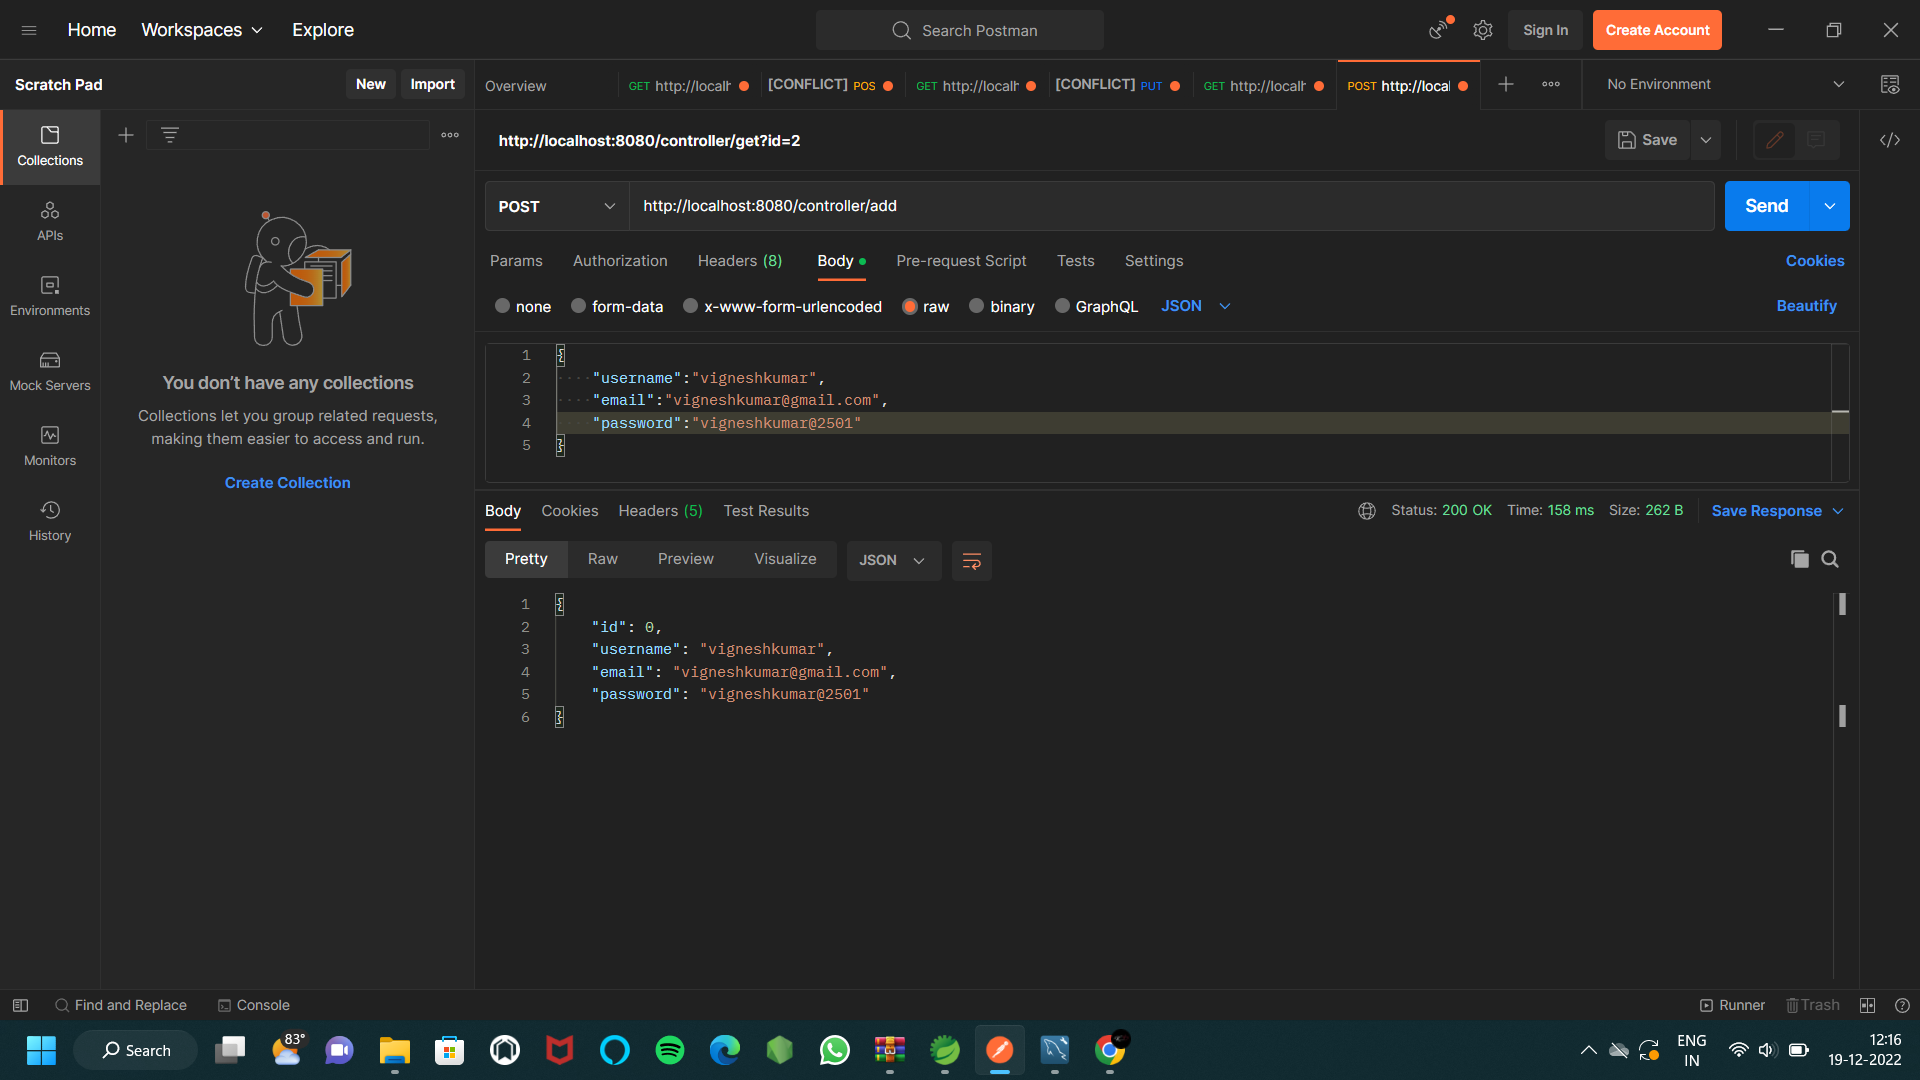 Home Workspaces Explore Search Postman Sign In Create Account
Scratch Pad New Import Overview GET http://localh [CONFLICT] POS GET http://localh [CONFLICT] PUT GET http://localh POST http://local No Environment
http://localhost:8080/controller/get?id=2 Save
POST http://localhost:8080/controller/add Send
Params Authorization Headers (8) Body Pre-request Script Tests Settings Cookies
none form-data x-www-form-urlencoded raw binary GraphQL JSON Beautify
1 {
2 "username":"vigneshkumar",
3 "email":"vigneshkumar@gmail.com",
4 "password":"vigneshkumar@2501"
5 }
Collections
APIs
Environments
Mock Servers
Monitors
History
You don't have any collections
Collections let you group related requests,
making them easier to access and run.
Create Collection
Body Cookies Headers (5) Test Results Status: 200 OK Time: 158 ms Size: 262 B Save Response
Pretty Raw Preview Visualize JSON
1 {
2 "id": 0,
3 "username": "vigneshkumar",
4 "email": "vigneshkumar@gmail.com",
5 "password": "vigneshkumar@2501"
6 }
Find and Replace Console Runner Trash
Search 83° ENG 12:16
IN 19-12-2022